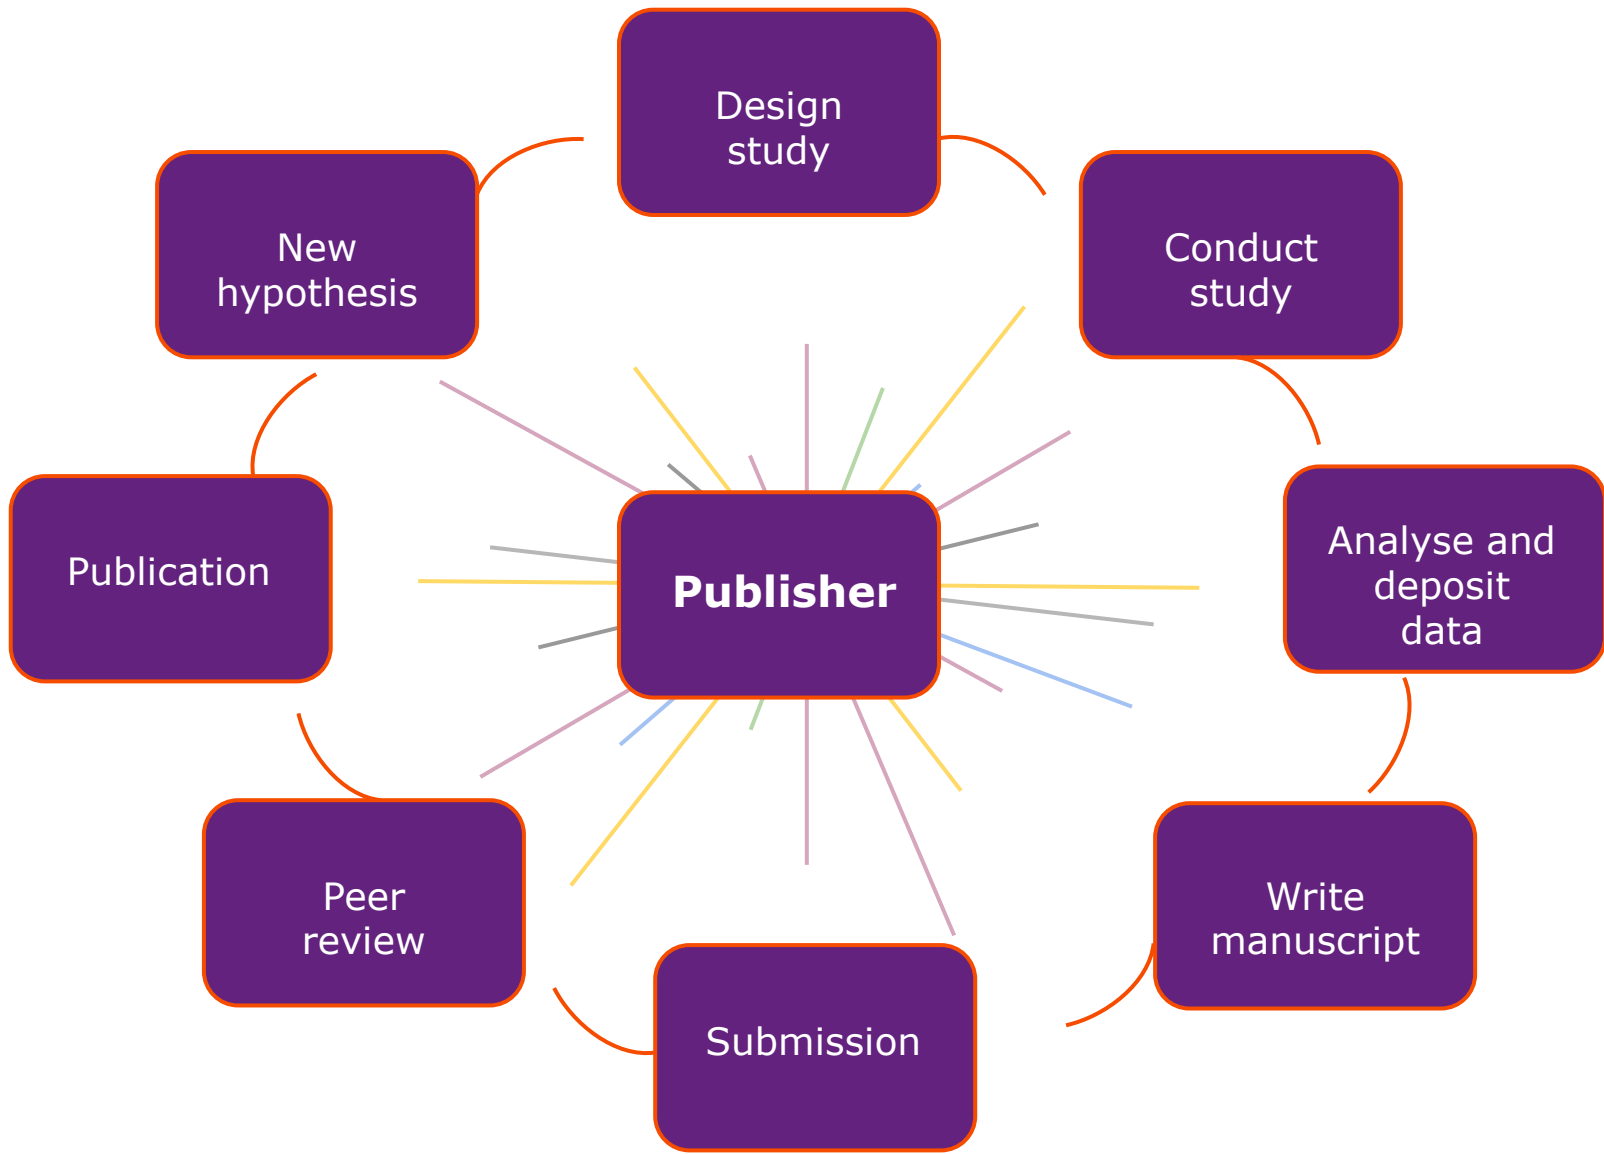 Design
study
Conduct
study
Analyse and
deposit
data
Write
manuscript
Submission
Peer
review
Publication
New
hypothesis
Publisher